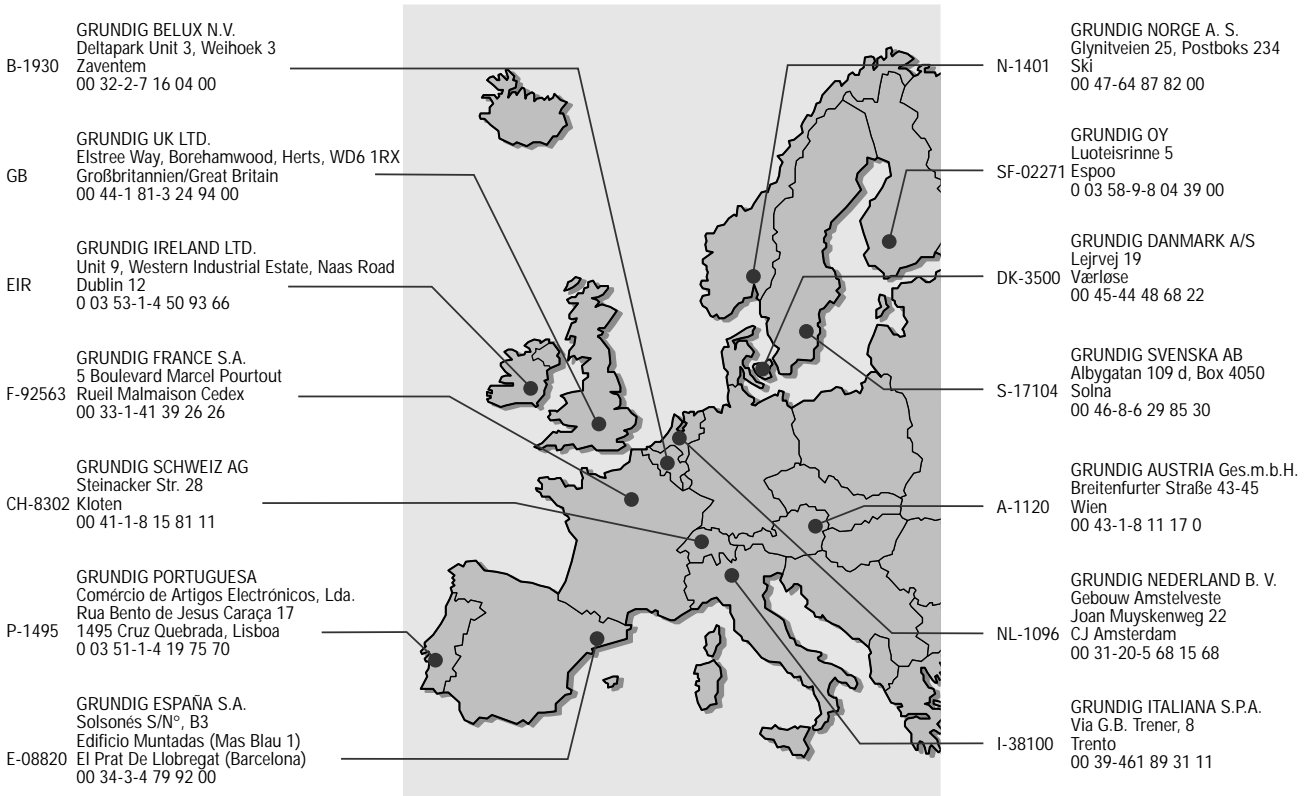 GRUNDIG BELUX N.V.
Deltapark Unit 3, Weihoek 3
B-1930 Zaventem
00 32-2-7 16 04 00
GRUNDIG UK LTD.
Elstree Way, Borehamwood, Herts, WD6 1RX
GB Großbritannien/Great Britain
00 44-1 81-3 24 94 00
GRUNDIG IRELAND LTD.
Unit 9, Western Industrial Estate, Naas Road
EIR Dublin 12
0 03 53-1-4 50 93 66
GRUNDIG FRANCE S.A.
5 Boulevard Marcel Pourtout
F-92563 Rueil Malmaison Cedex
00 33-1-41 39 26 26
GRUNDIG SCHWEIZ AG
Steinacker Str. 28
CH-8302 Kloten
00 41-1-8 15 81 11
GRUNDIG PORTUGUESA
Comércio de Artigos Electrónicos, Lda.
Rua Bento de Jesus Caraça 17
P-1495 1495 Cruz Quebrada, Lisboa
0 03 51-1-4 19 75 70
GRUNDIG ESPAÑA S.A.
Solsonés S/N°, B3
Edificio Muntadas (Mas Blau 1)
E-08820 El Prat De Llobregat (Barcelona)
00 34-3-4 79 92 00
GRUNDIG NORGE A. S.
Glynitveien 25, Postboks 234
N-1401 Ski
00 47-64 87 82 00
GRUNDIG OY
Luoteisrinne 5
SF-02271 Espoo
0 03 58-9-8 04 39 00
GRUNDIG DANMARK A/S
Lejrvej 19
DK-3500 Værløse
00 45-44 48 68 22
GRUNDIG SVENSKA AB
Albygatan 109 d, Box 4050
S-17104 Solna
00 46-8-6 29 85 30
GRUNDIG AUSTRIA Ges.m.b.H.
Breitenfurter Straße 43-45
A-1120 Wien
00 43-1-8 11 17 0
GRUNDIG NEDERLAND B. V.
Gebouw Amstelveste
Joan Muyskenweg 22
NL-1096 CJ Amsterdam
00 31-20-5 68 15 68
GRUNDIG ITALIANA S.P.A.
Via G.B. Trener, 8
I-38100 Trento
00 39-461 89 31 11